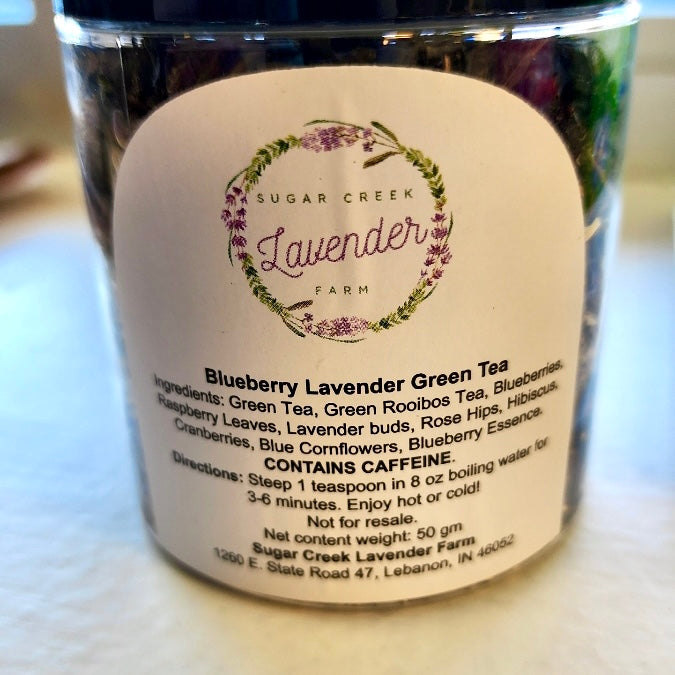 SUGAR CREEK
Lavender
FARM
Blueberry Lavender Green Tea
Ingredients: Green Tea, Green Rooibos Tea, Blueberries,
Raspberry Leaves, Lavender buds, Rose Hips, Hibiscus,
Cranberries, Blue Cornflowers, Blueberry Essence.
CONTAINS CAFFEINE.
Directions: Steep 1 teaspoon in 8 oz boiling water for
3-6 minutes. Enjoy hot or cold!
Not for resale.
Net content weight: 50 gm
Sugar Creek Lavender Farm
1260 E. State Road 47, Lebanon, IN 46052